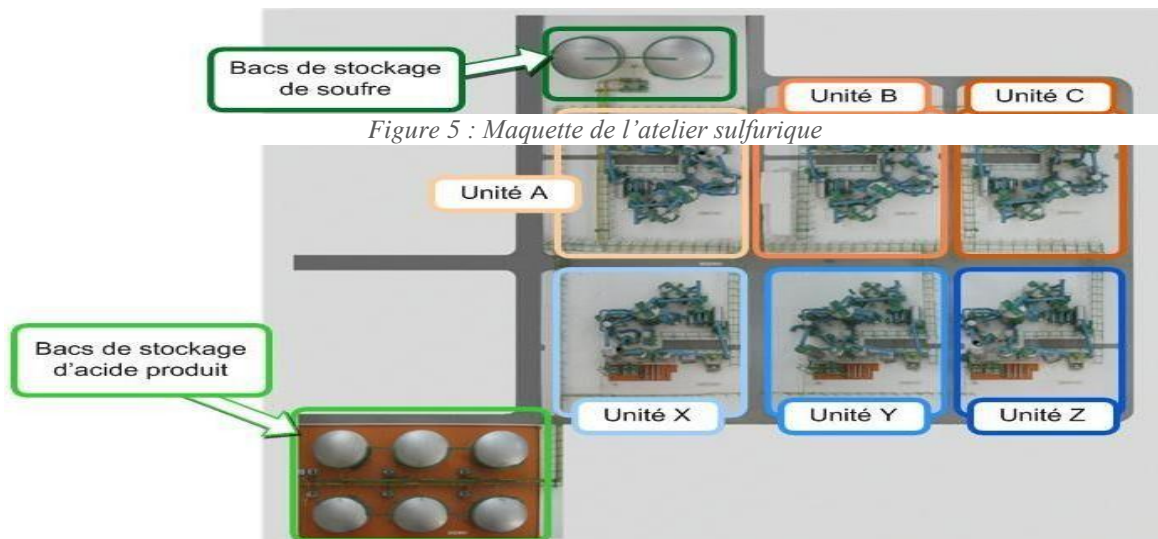 Bacs de stockage
de soufre
Unité B
Unité C
Figure 5 : Maquette de l'atelier sulfurique
Unité A
Bacs de stockage
d'acide produit
Unité X
Unité Y
Unité Z